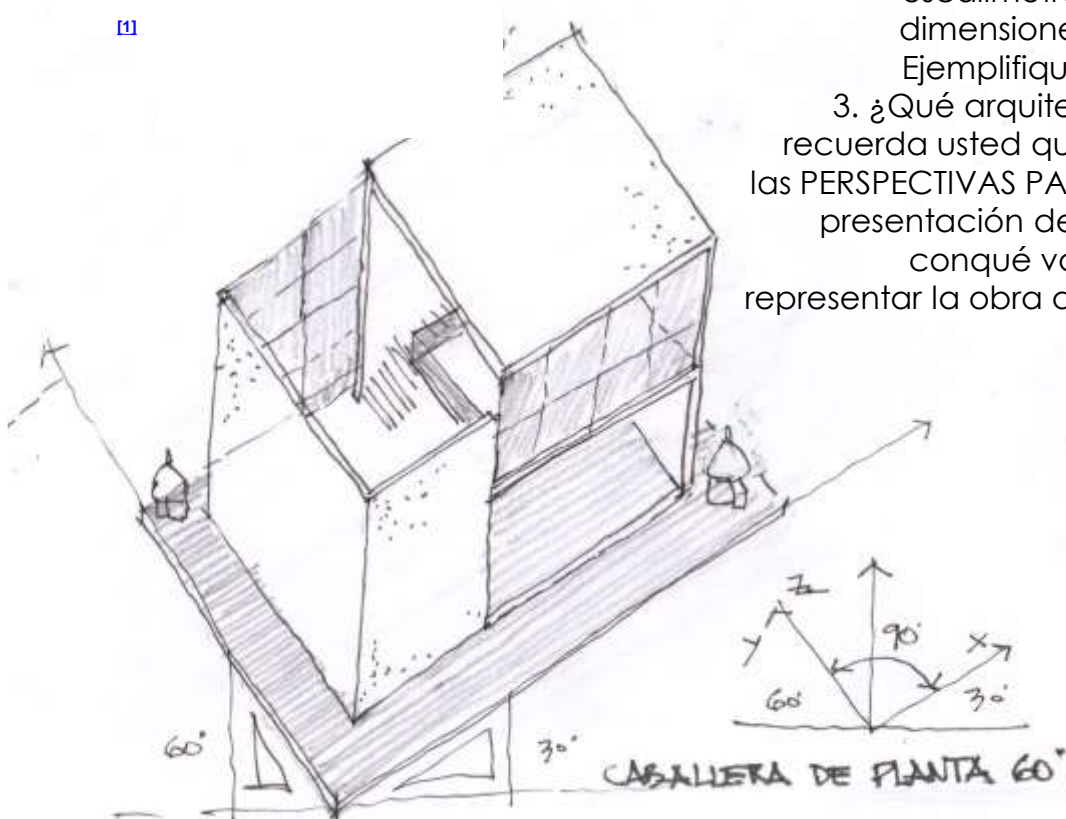 [1]
dimensione
Ejemplifiqu
3. ¿Qué arquite
recuerda usted qu
las PERSPECTIVAS PA
presentación de
conqué va
representar la obra a
Z
Y
90°
X
60°
30°
60°
30°
CABALLERA DE PLANTA 60°